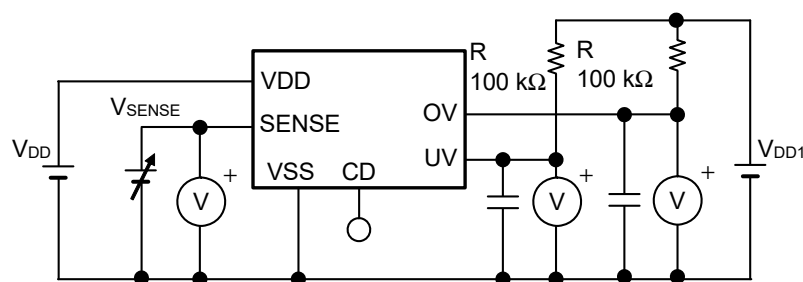 R
100 kΩ
R
100 kΩ
VDD
VSENSE
SENSE
OV
VDD
VDD1
UV
VSS
CD
+
V
+
V
+
V